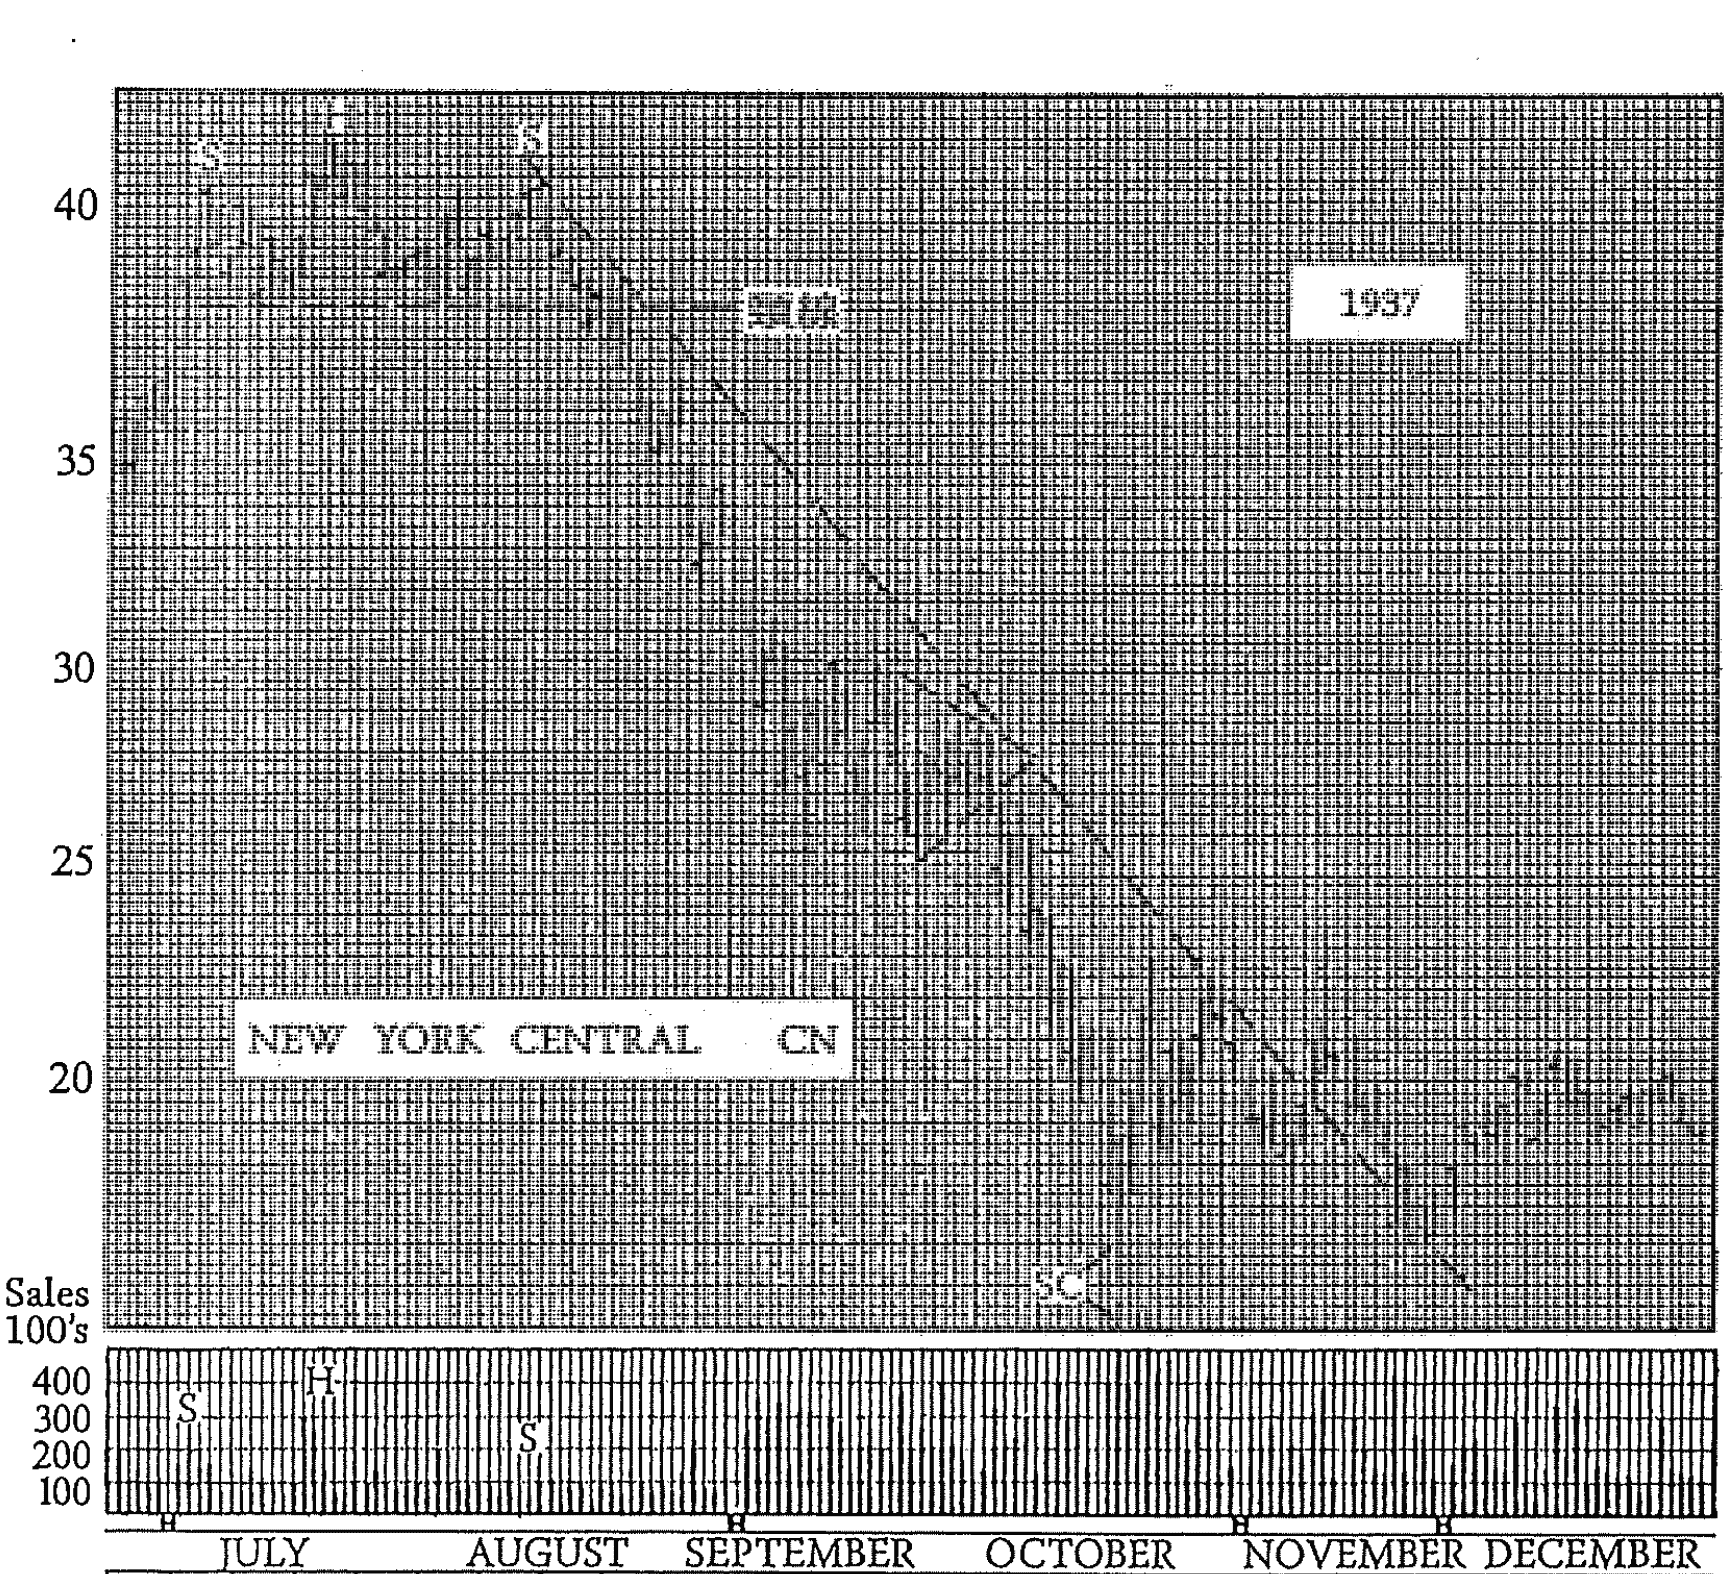 S
S
40
1937
35
30
25
NEW YORK CENTRAL CN
20
SC
Sales
100's
400
H
S
300
S
200
100
H
H
H
H
JULY AUGUST SEPTEMBER OCTOBER NOVEMBER DECEMBER